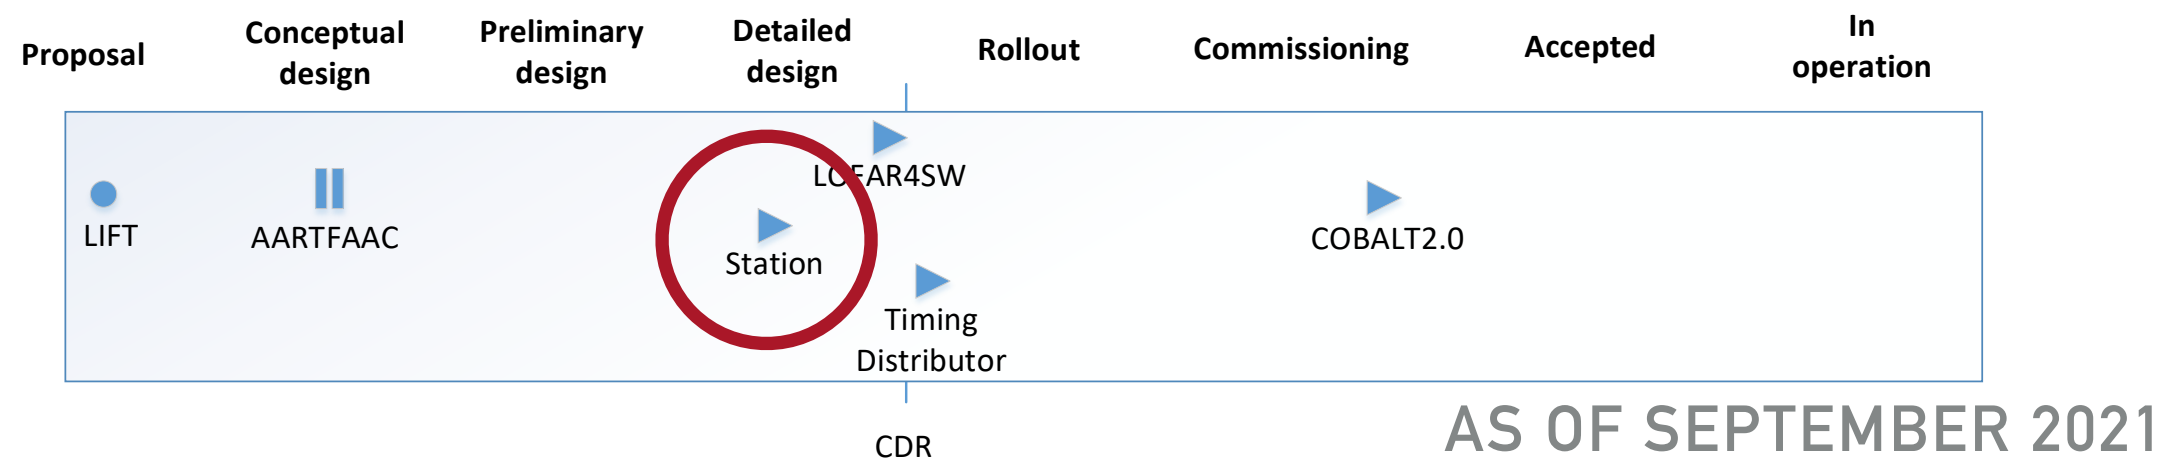 Proposal
Conceptual
design
Preliminary
design
Detailed
design
Rollout
Commissioning
Accepted
In
operation
LIFT
AARTFAAC
LOFAR4SW
Station
Timing
Distributor
COBALT2.0
CDR
AS OF SEPTEMBER 2021